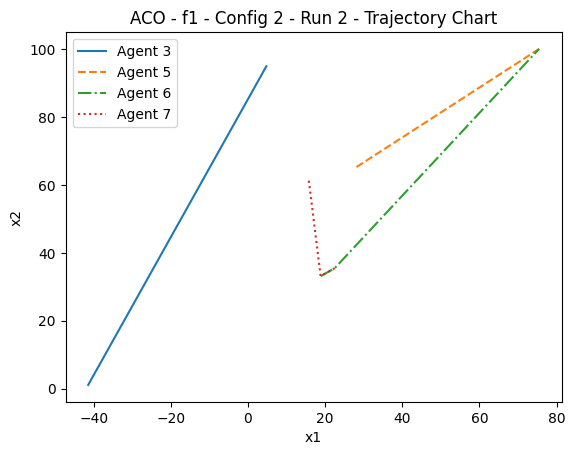 ACO - f1 - Config 2 - Run 2 - Trajectory Chart
Agent 3
Agent 5
Agent 6
Agent 7
100
80
60
40
20
0
x2
−40
−20
0
20
40
60
80
x1